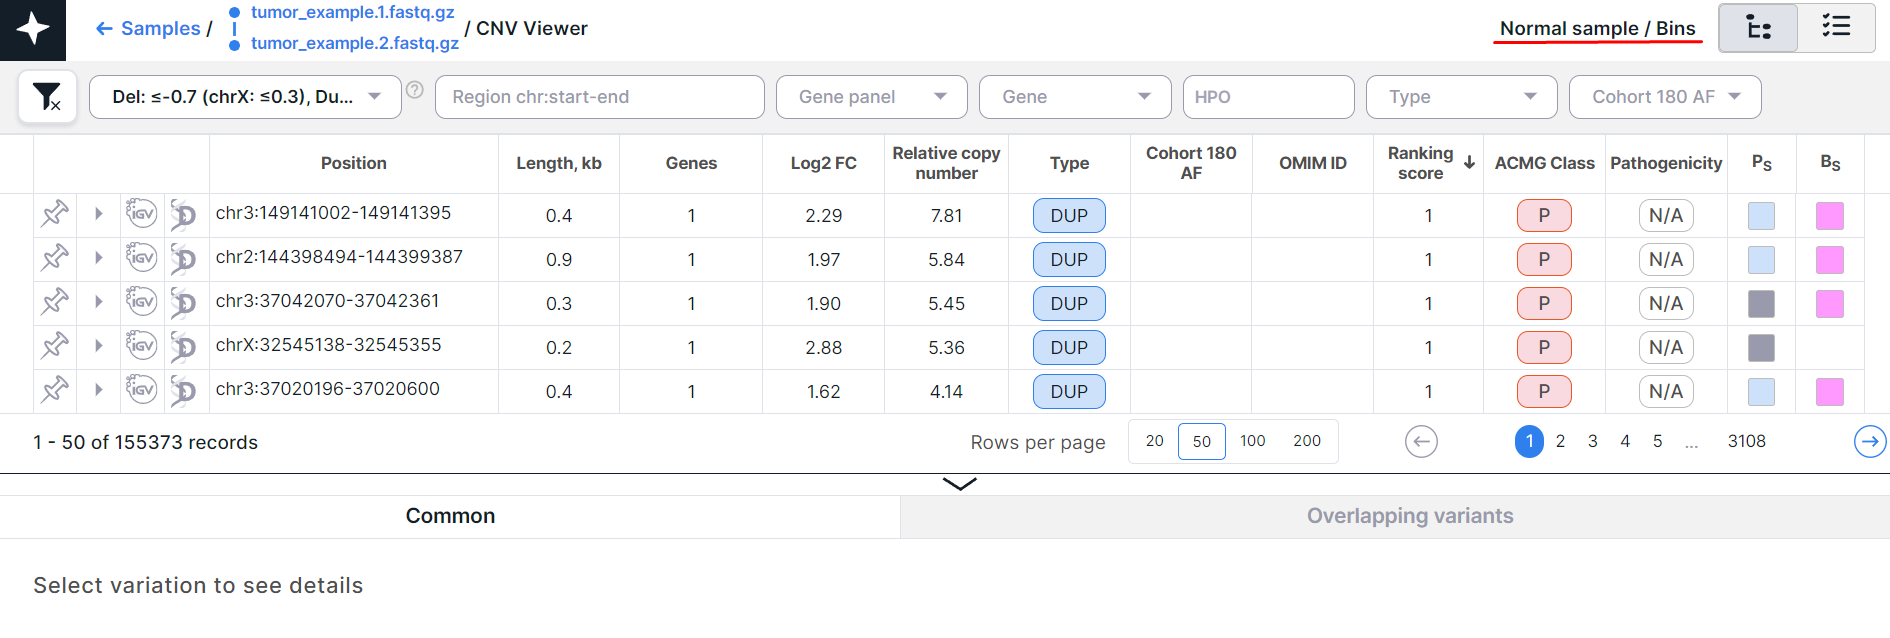 ← Samples / tumor_example.1.fastq.gz
tumor_example.2.fastq.gz / CNV Viewer
Normal sample / Bins
Del: ≤-0.7 (chrX: ≤0.3), Du... ? Region chr:start-end Gene panel Gene HPO Type Cohort 180 AF
Position Length, kb Genes Log2 FC Relative copy number Type Cohort 180 AF OMIM ID Ranking score ↓ ACMG Class Pathogenicity Ps Bs
IGV D chr3:149141002-149141395 0.4 1 2.29 7.81 DUP 1 P N/A
IGV D chr2:144398494-144399387 0.9 1 1.97 5.84 DUP 1 P N/A
IGV D chr3:37042070-37042361 0.3 1 1.90 5.45 DUP 1 P N/A
IGV D chrX:32545138-32545355 0.2 1 2.88 5.36 DUP 1 P N/A
IGV D chr3:37020196-37020600 0.4 1 1.62 4.14 DUP 1 P N/A
1 - 50 of 155373 records Rows per page 20 50 100 200 ← 1 2 3 4 5 ... 3108 →
Common Overlapping variants
Select variation to see details